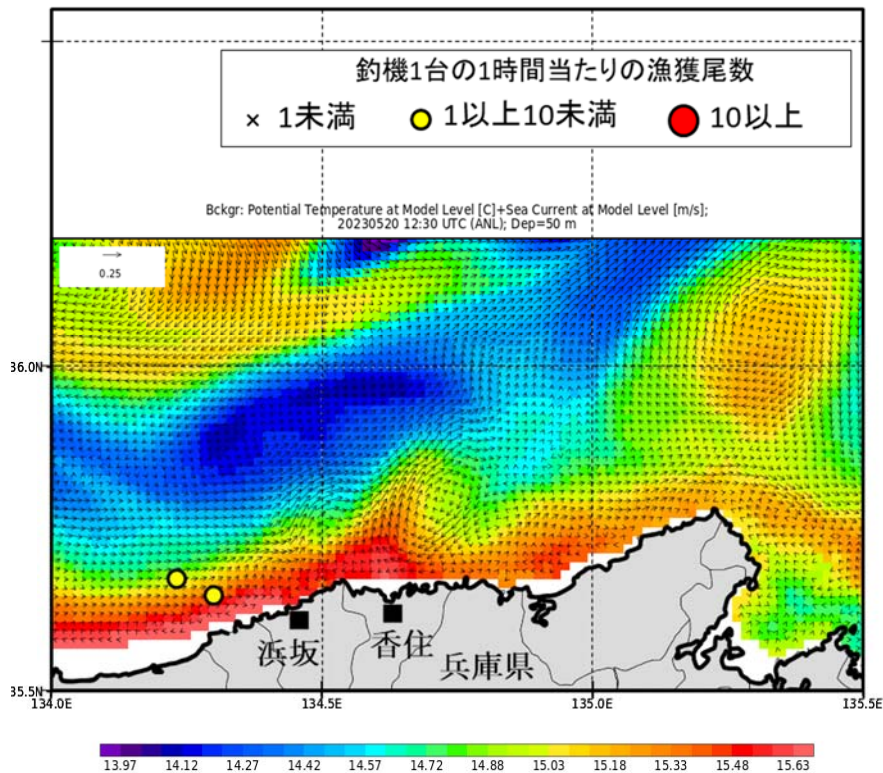 釣機1台の1時間当たりの漁獲尾数
× 1未満 1以上10未満 10以上
Bckgr: Potential Temperature at Model Level [C]+Sea Current at Model Level [m/s];
20230520 12:30 UTC (ANL); Dep=50 m
0.25
36.0N
浜坂 香住 兵庫県
35.5N
134.0E 134.5E 135.0E 135.5E
13.97 14.12 14.27 14.42 14.57 14.72 14.88 15.03 15.18 15.33 15.48 15.63